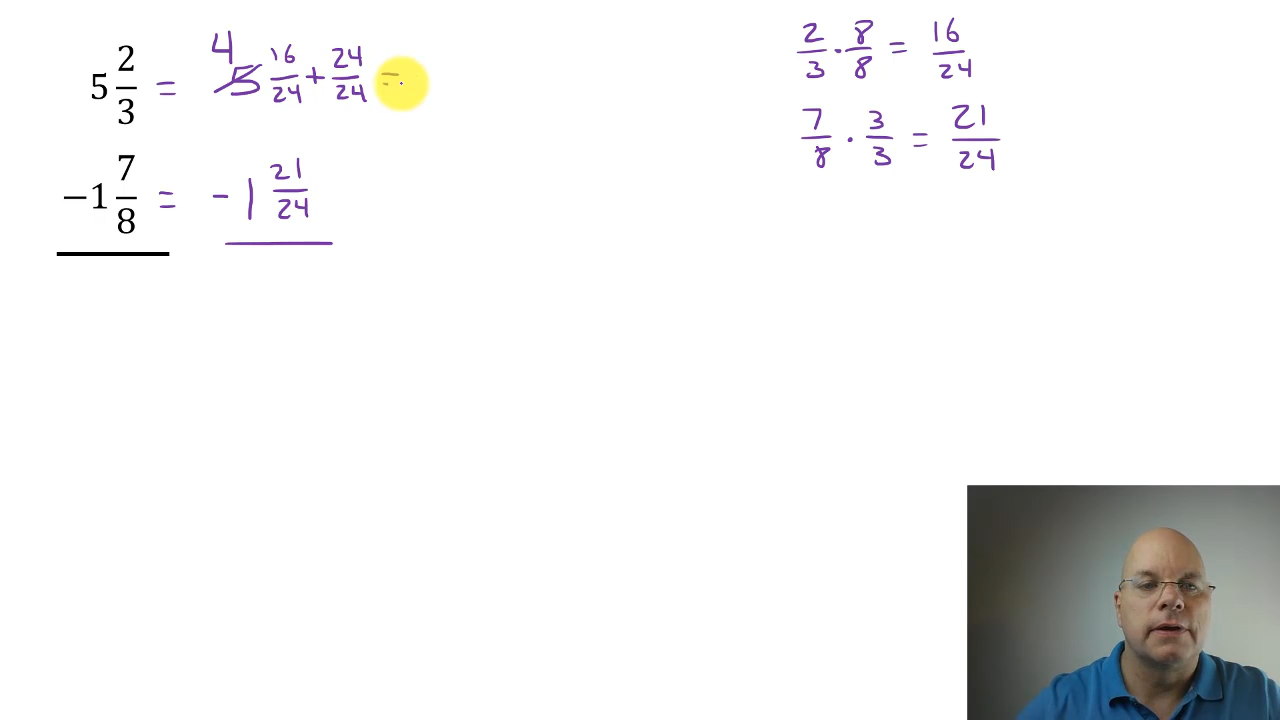 5 2/3 = 4 5 16/24 + 24/24 =
−1 7/8 = - 1 21/24
2/3 · 8/8 = 16/24
7/8 · 3/3 = 21/24